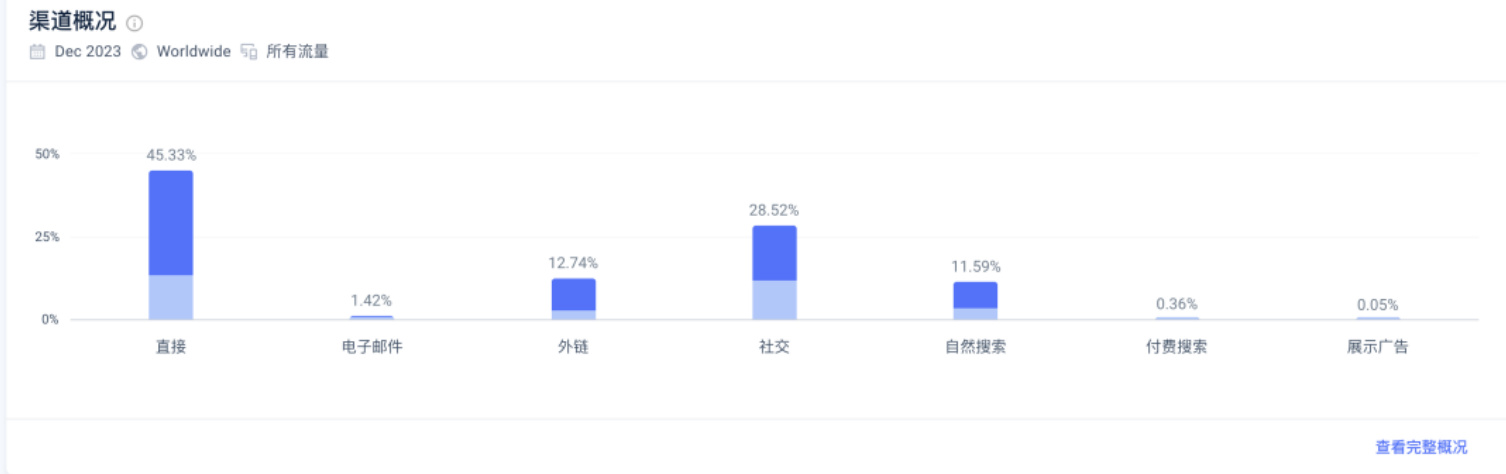 渠道概况
Dec 2023 Worldwide 所有流量
50%
25%
0%
45.33%
1.42%
12.74%
28.52%
11.59%
0.36%
0.05%
直接 电子邮件 外链 社交 自然搜索 付费搜索 展示广告
查看完整概况